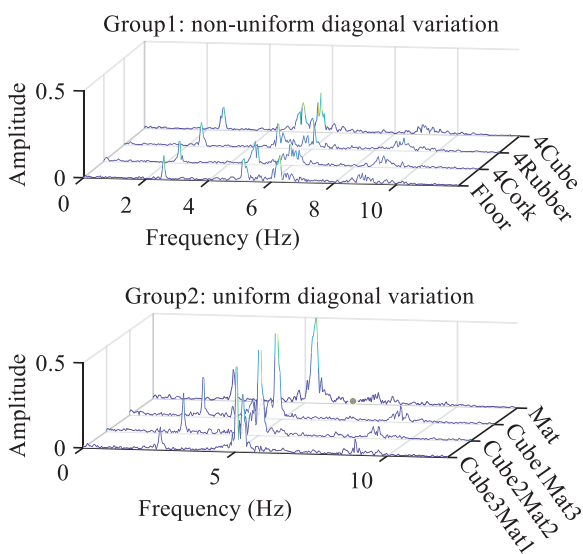 Group1: non-uniform diagonal variation
Amplitude
0.5
0
0
2
4
6
8
10
Frequency (Hz)
4Cube
4Rubber
4Cork
Floor
Group2: uniform diagonal variation
Amplitude
0.5
0
0
5
10
Frequency (Hz)
Mat
Cube1Mat3
Cube2Mat2
Cube3Mat1